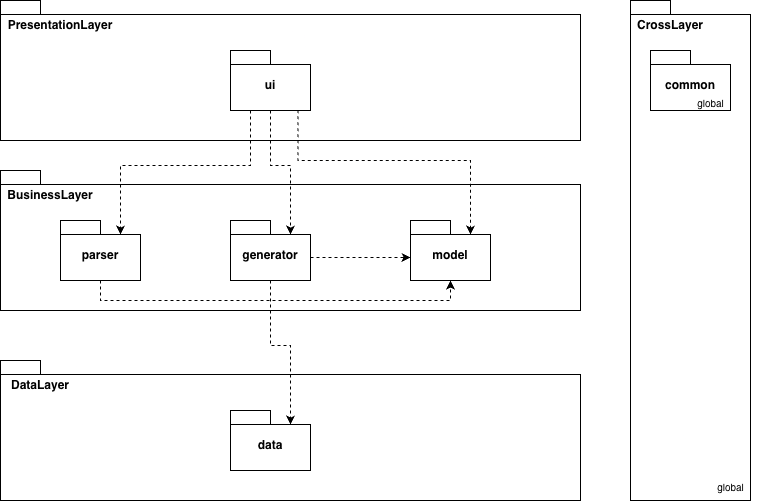 PresentationLayer
CrossLayer
ui
common
global
BusinessLayer
parser
generator
model
DataLayer
data
global